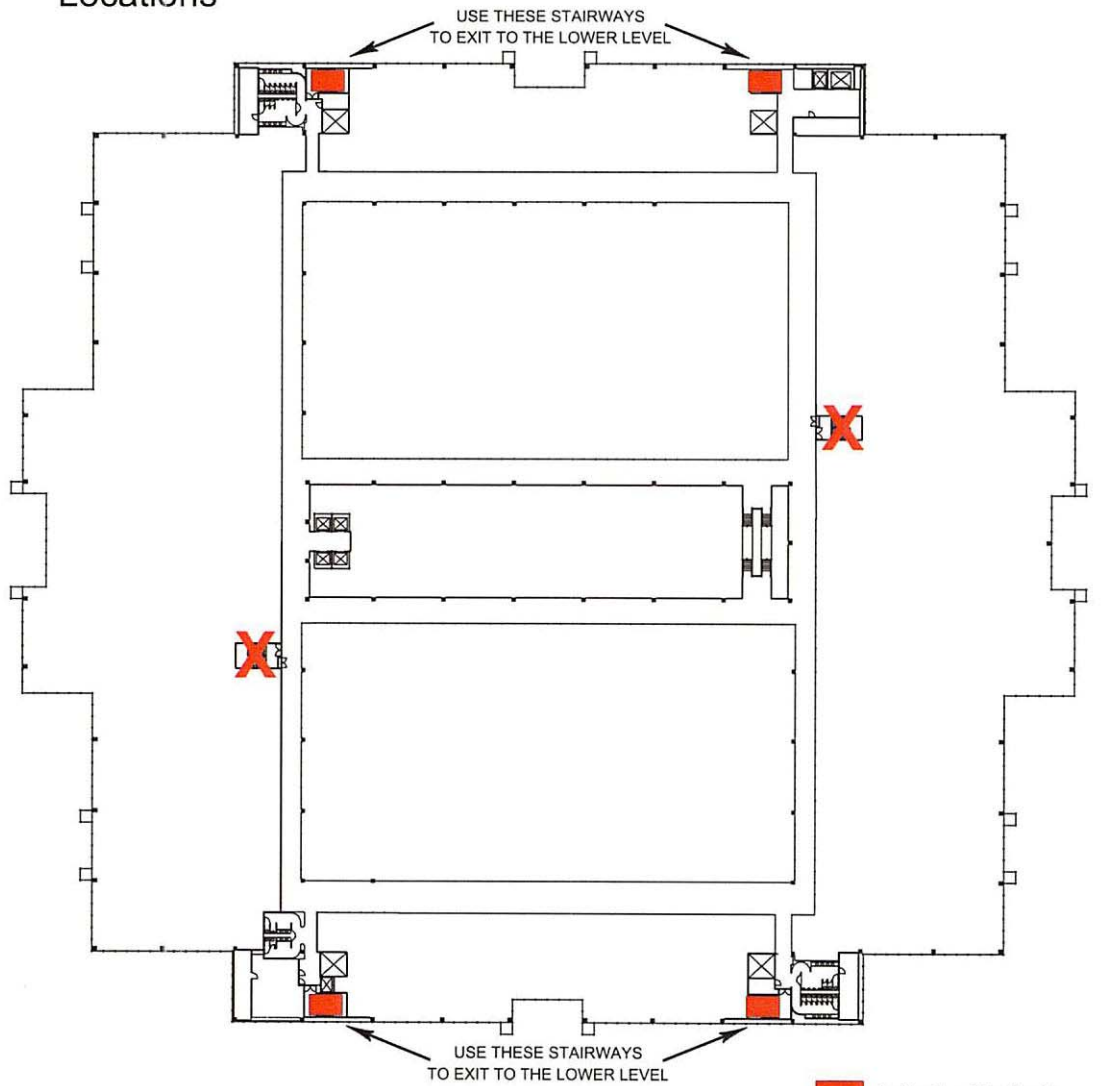 Locations
USE THESE STAIRWAYS
TO EXIT TO THE LOWER LEVEL
X
X
USE THESE STAIRWAYS
TO EXIT TO THE LOWER LEVEL